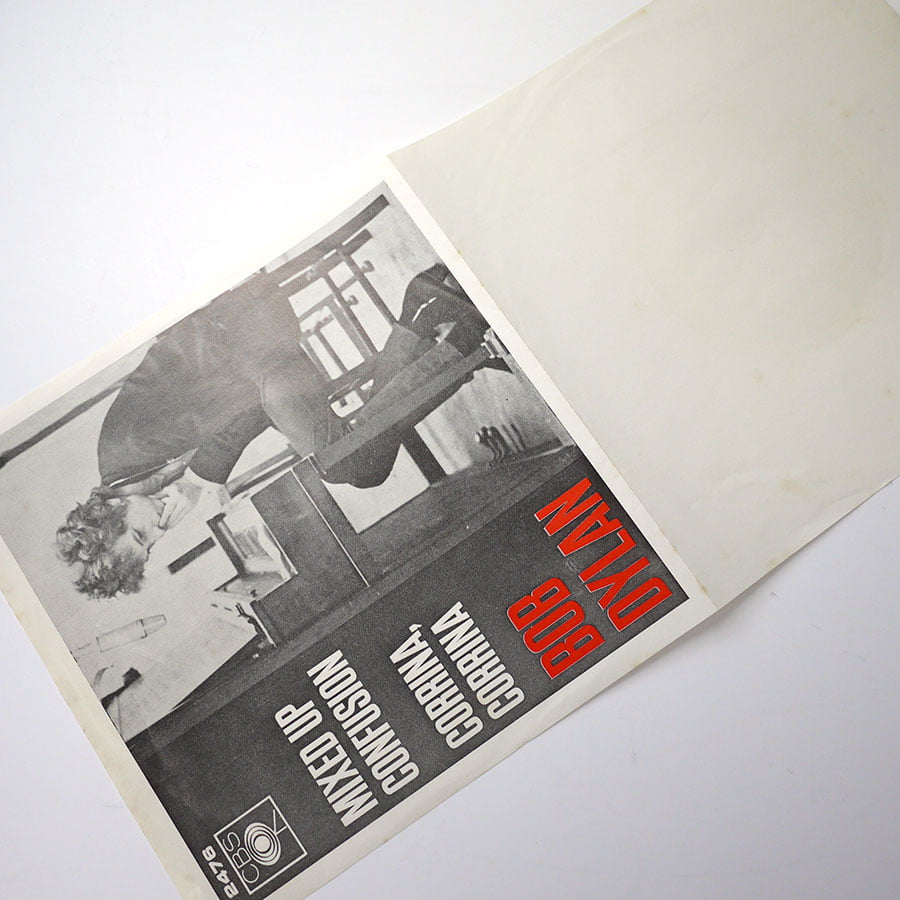 2476
CBS
MIXED UP
CONFUSION
CORRINA,
CORRINA
BOB
DYLAN